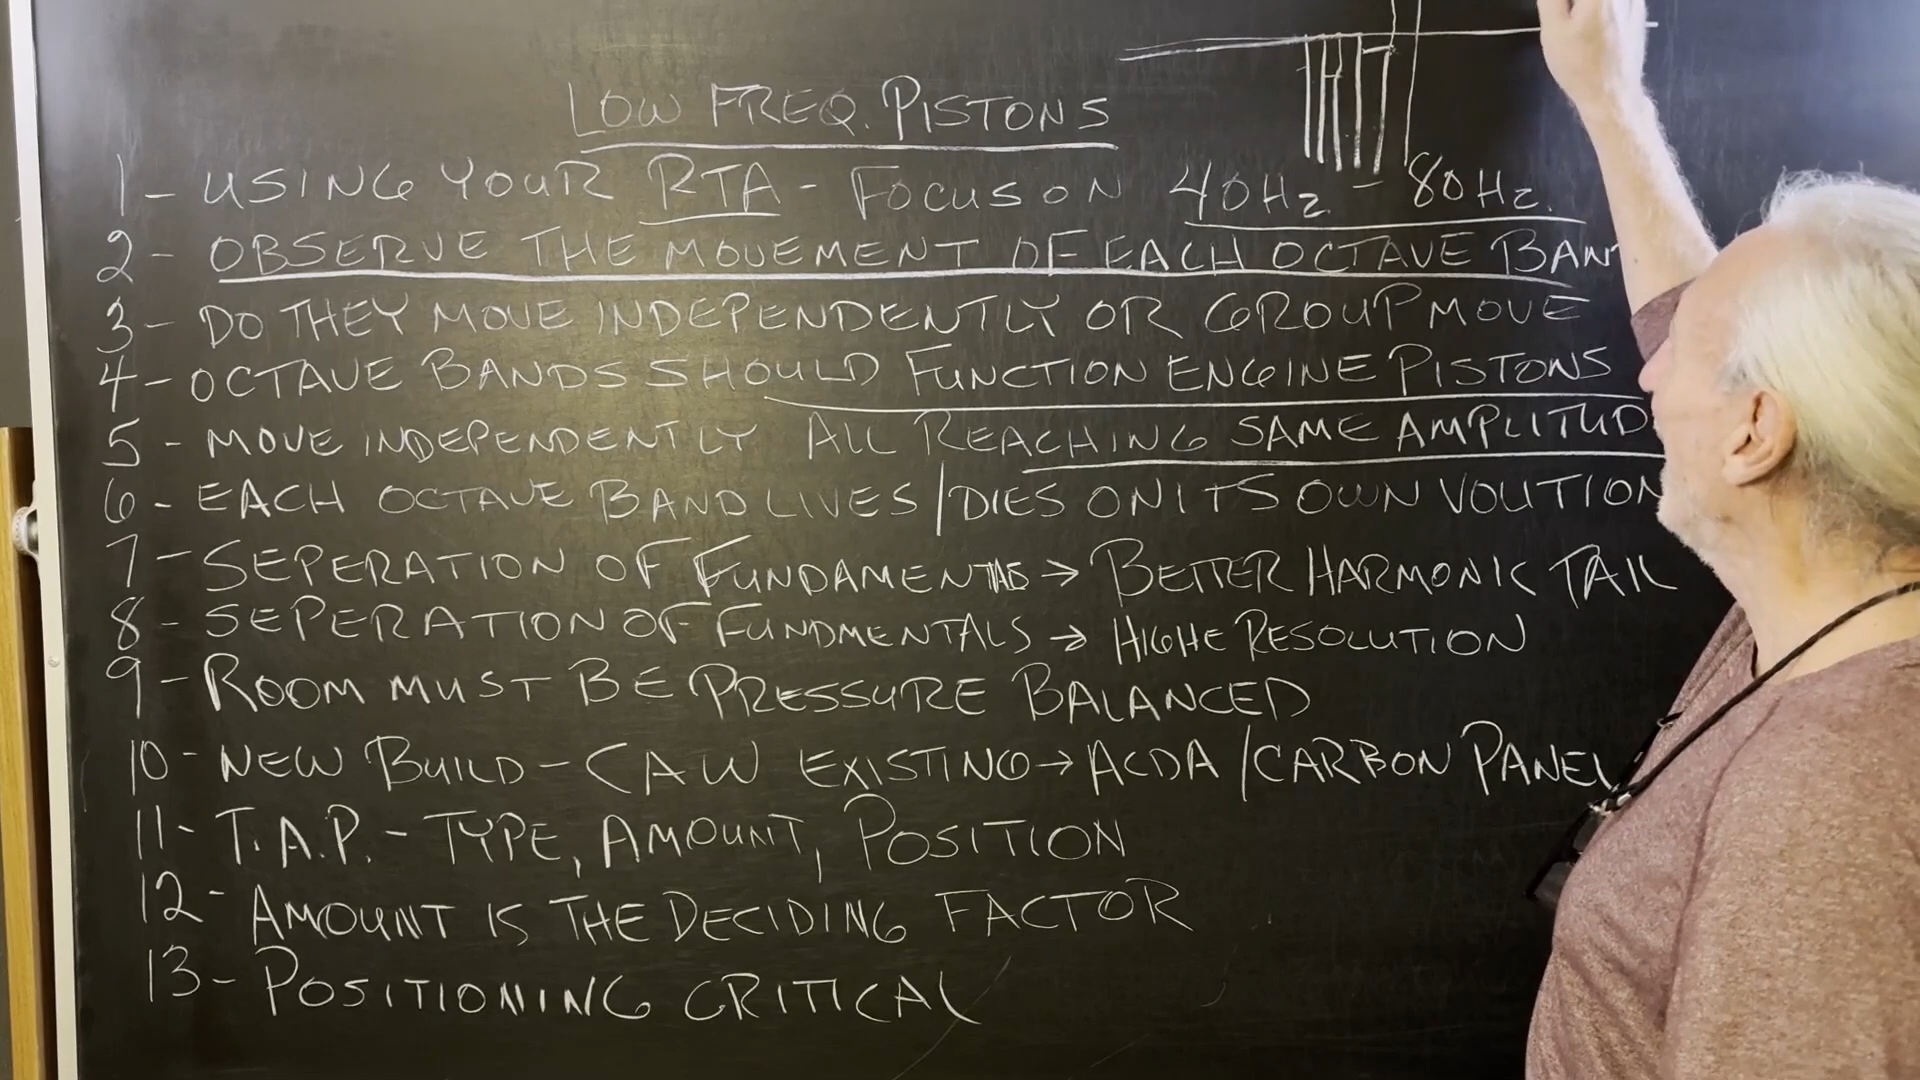 LOW FREQ. PISTONS
1- USING YOUR RTA - FOCUS ON 40Hz - 80Hz.
2- OBSERVE THE MOVEMENT OF EACH OCTAVE BAN
3- DO THEY MOVE INDEPENDENTLY OR GROUP MOVE
4- OCTAVE BANDS SHOULD FUNCTION ENGINE PISTONS
5- MOVE INDEPENDENTLY ALL REACHING SAME AMPLITUD
6- EACH OCTAVE BAND LIVES/DIES ON ITS OWN VOLITION
7- SEPERATION OF FUNDAMENTALS → BETTER HARMONIC TAIL
8- SEPERATION OF FUNDMENTALS → HIGHE RESOLUTION
9- ROOM MUST BE PRESSURE BALANCED
10- NEW BUILD - CAW EXISTING → ACDA/CARBON PANEL
11- T.A.P. - TYPE, AMOUNT, POSITION
12- AMOUNT IS THE DECIDING FACTOR
13- POSITIONING CRITICAL